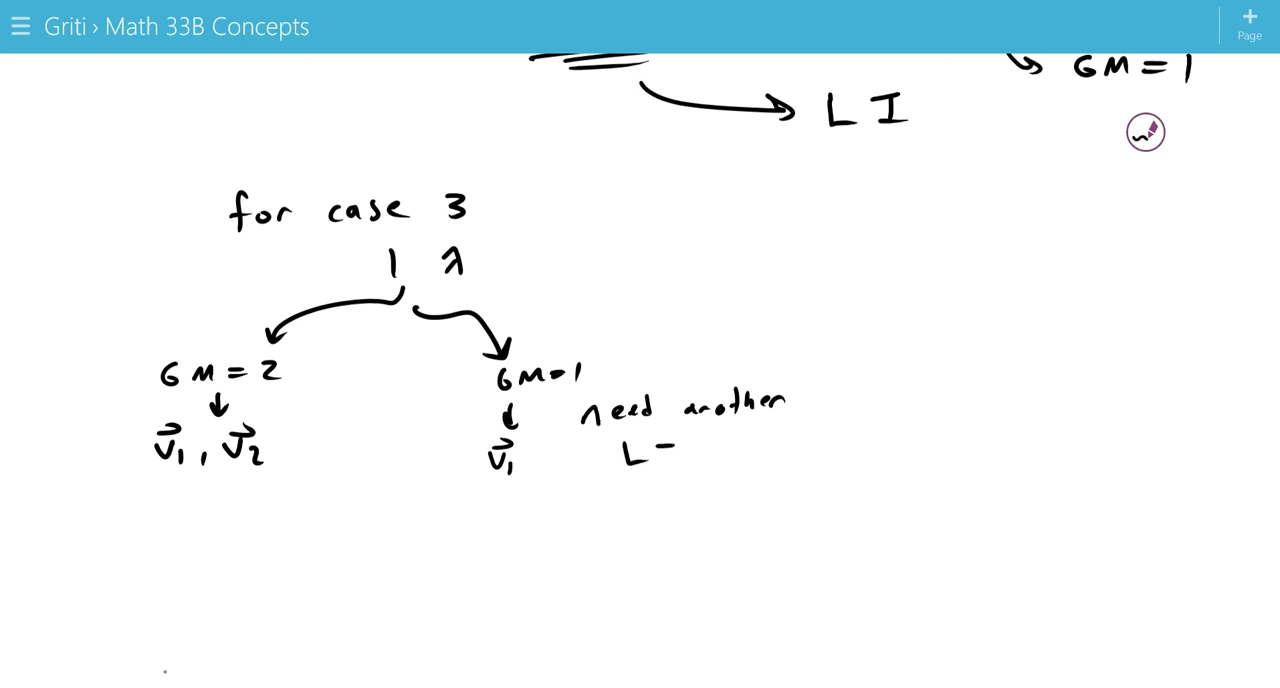 Griti › Math 33B Concepts
Page
GM = 1
L I
for case 3
1 λ
GM = 2
GM = 1
need another
v⃗₁, v⃗₂
v⃗₁
L